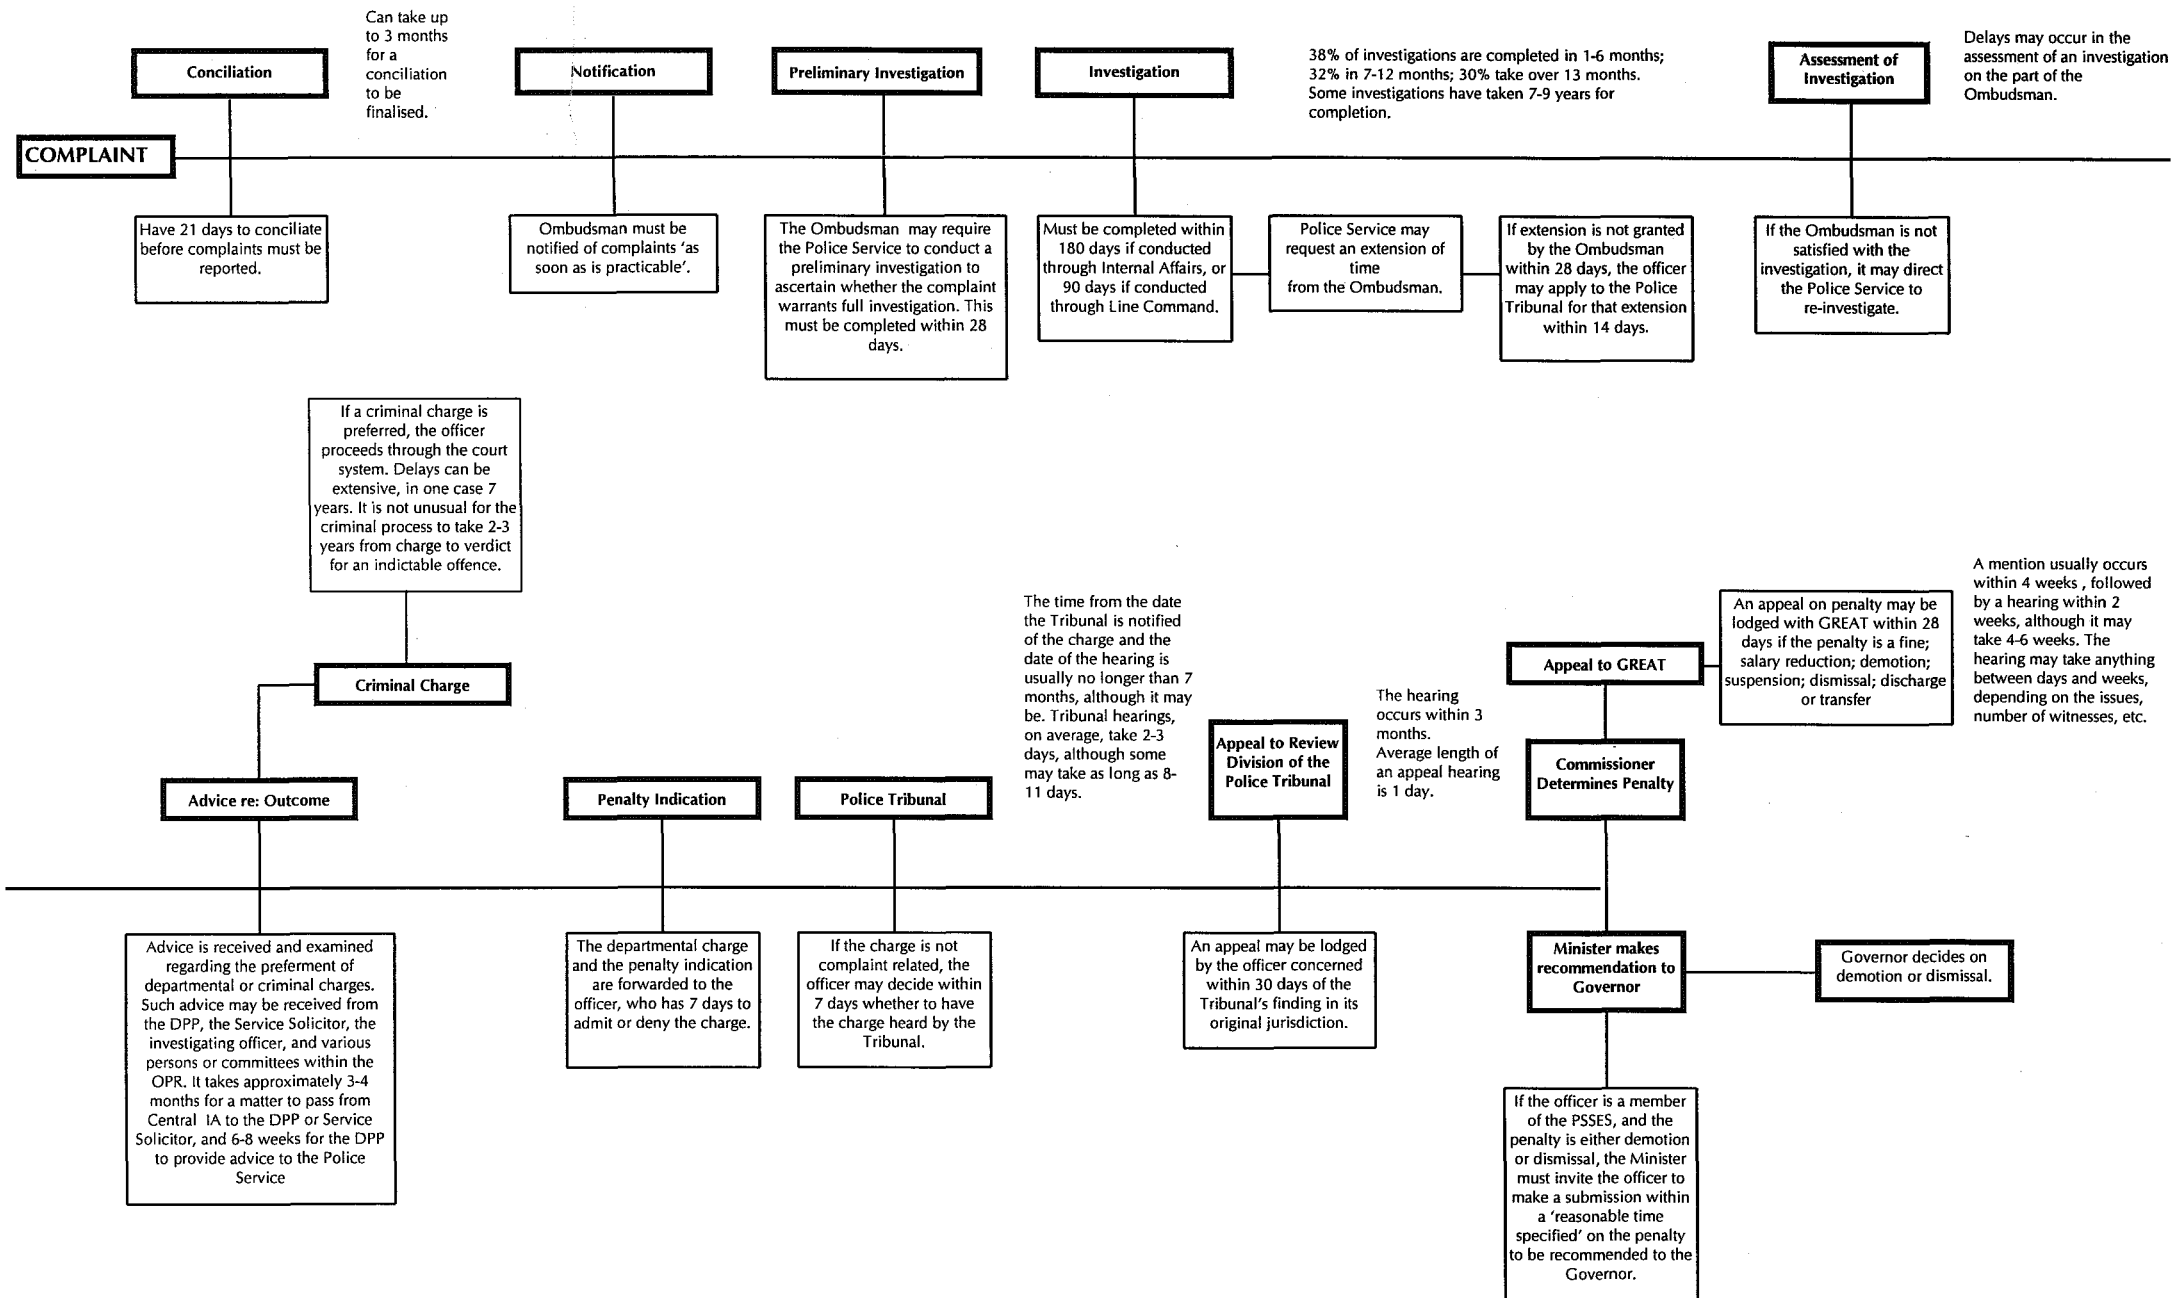 Conciliation
Can take up
to 3 months
for a
conciliation
to be
finalised.
Notification
Preliminary Investigation
Investigation
38% of investigations are completed in 1-6 months;
32% in 7-12 months; 30% take over 13 months.
Some investigations have taken 7-9 years for
completion.
Assessment of
Investigation
Delays may occur in the
assessment of an investigation
on the part of the
Ombudsman.
COMPLAINT
Have 21 days to conciliate
before complaints must be
reported.
Ombudsman must be
notified of complaints 'as
soon as is practicable'.
The Ombudsman may require
the Police Service to conduct a
preliminary investigation to
ascertain whether the complaint
warrants full investigation. This
must be completed within 28
days.
Must be completed within
180 days if conducted
through Internal Affairs, or
90 days if conducted
through Line Command.
Police Service may
request an extension of
time
from the Ombudsman.
If extension is not granted
by the Ombudsman
within 28 days, the officer
may apply to the Police
Tribunal for that extension
within 14 days.
If the Ombudsman is not
satisfied with the
investigation, it may direct
the Police Service to
re-investigate.
If a criminal charge is
preferred, the officer
proceeds through the court
system. Delays can be
extensive, in one case 7
years. It is not unusual for the
criminal process to take 2-3
years from charge to verdict
for an indictable offence.
Criminal Charge
Advice re: Outcome
Penalty Indication
Police Tribunal
The time from the date
the Tribunal is notified
of the charge and the
date of the hearing is
usually no longer than 7
months, although it may
be. Tribunal hearings,
on average, take 2-3
days, although some
may take as long as 8-
11 days.
Appeal to Review
Division of the
Police Tribunal
The hearing
occurs within 3
months.
Average length of
an appeal hearing
is 1 day.
Appeal to GREAT
An appeal on penalty may be
lodged with GREAT within 28
days if the penalty is a fine;
salary reduction; demotion;
suspension; dismissal; discharge
or transfer
A mention usually occurs
within 4 weeks , followed
by a hearing within 2
weeks, although it may
take 4-6 weeks. The
hearing may take anything
between days and weeks,
depending on the issues,
number of witnesses, etc.
Commissioner
Determines Penalty
Advice is received and examined
regarding the preferment of
departmental or criminal charges.
Such advice may be received from
the DPP, the Service Solicitor, the
investigating officer, and various
persons or committees within the
OPR. It takes approximately 3-4
months for a matter to pass from
Central IA to the DPP or Service
Solicitor, and 6-8 weeks for the DPP
to provide advice to the Police
Service
The departmental charge
and the penalty indication
are forwarded to the
officer, who has 7 days to
admit or deny the charge.
If the charge is not
complaint related, the
officer may decide within
7 days whether to have
the charge heard by the
Tribunal.
An appeal may be lodged
by the officer concerned
within 30 days of the
Tribunal's finding in its
original jurisdiction.
Minister makes
recommendation to
Governor
Governor decides on
demotion or dismissal.
If the officer is a member
of the PSSES, and the
penalty is either demotion
or dismissal, the Minister
must invite the officer to
make a submission within
a 'reasonable time
specified' on the penalty
to be recommended to the
Governor.